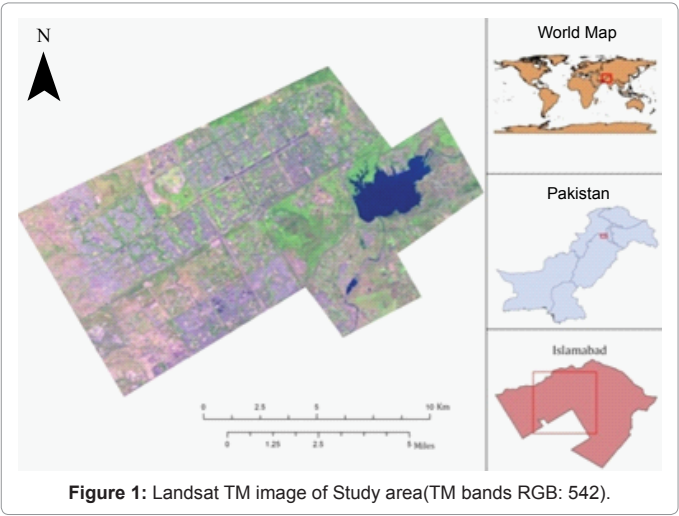 N
World Map
Pakistan
Islamabad
0 2.5 5 10 Km
0 1.25 2.5 5 Miles
Figure 1: Landsat TM image of Study area(TM bands RGB: 542).